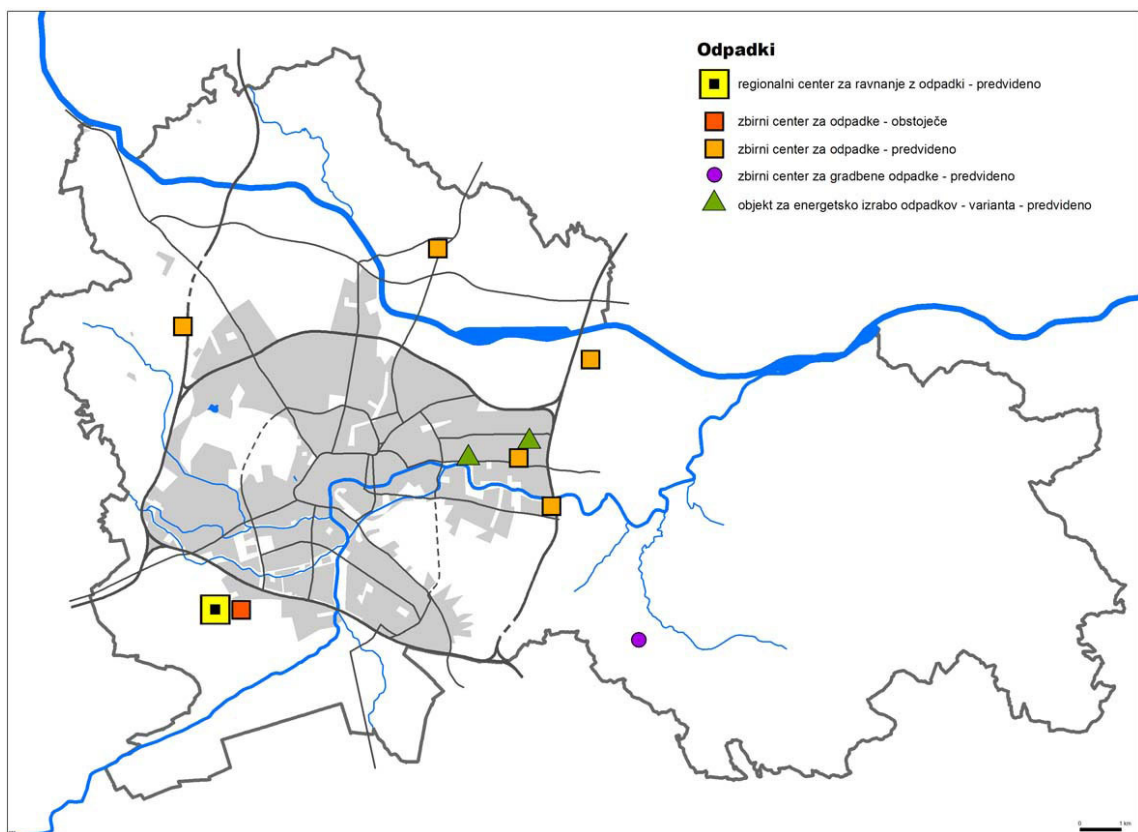 Odpadki
regionalni center za ravnanje z odpadki - predvideno
zbirni center za odpadke - obstoječe
zbirni center za odpadke - predvideno
zbirni center za gradbene odpadke - predvideno
objekt za energetsko izrabo odpadkov - varianta - predvideno
0 1 km